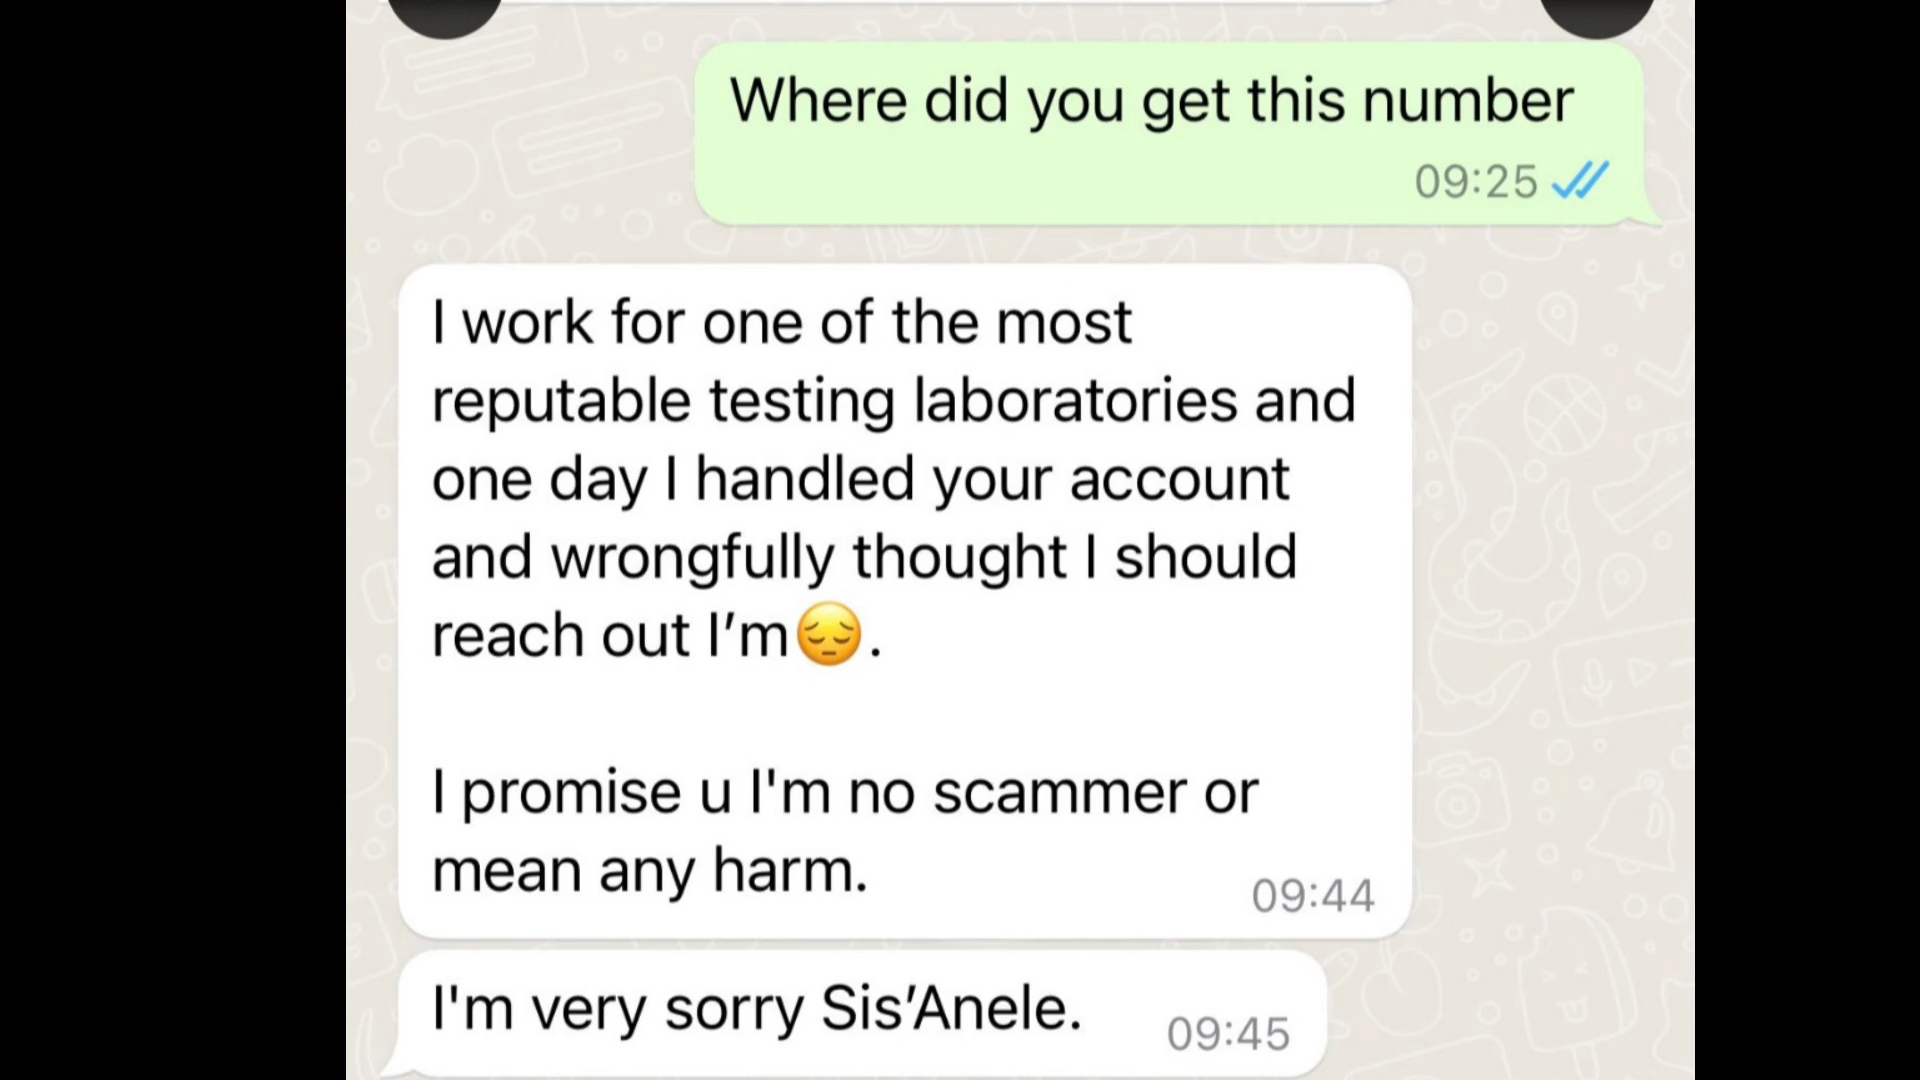 Where did you get this number
09:25
I work for one of the most
reputable testing laboratories and
one day I handled your account
and wrongfully thought I should
reach out I’m😔.
I promise u I'm no scammer or
mean any harm.
09:44
I'm very sorry Sis’Anele.
09:45